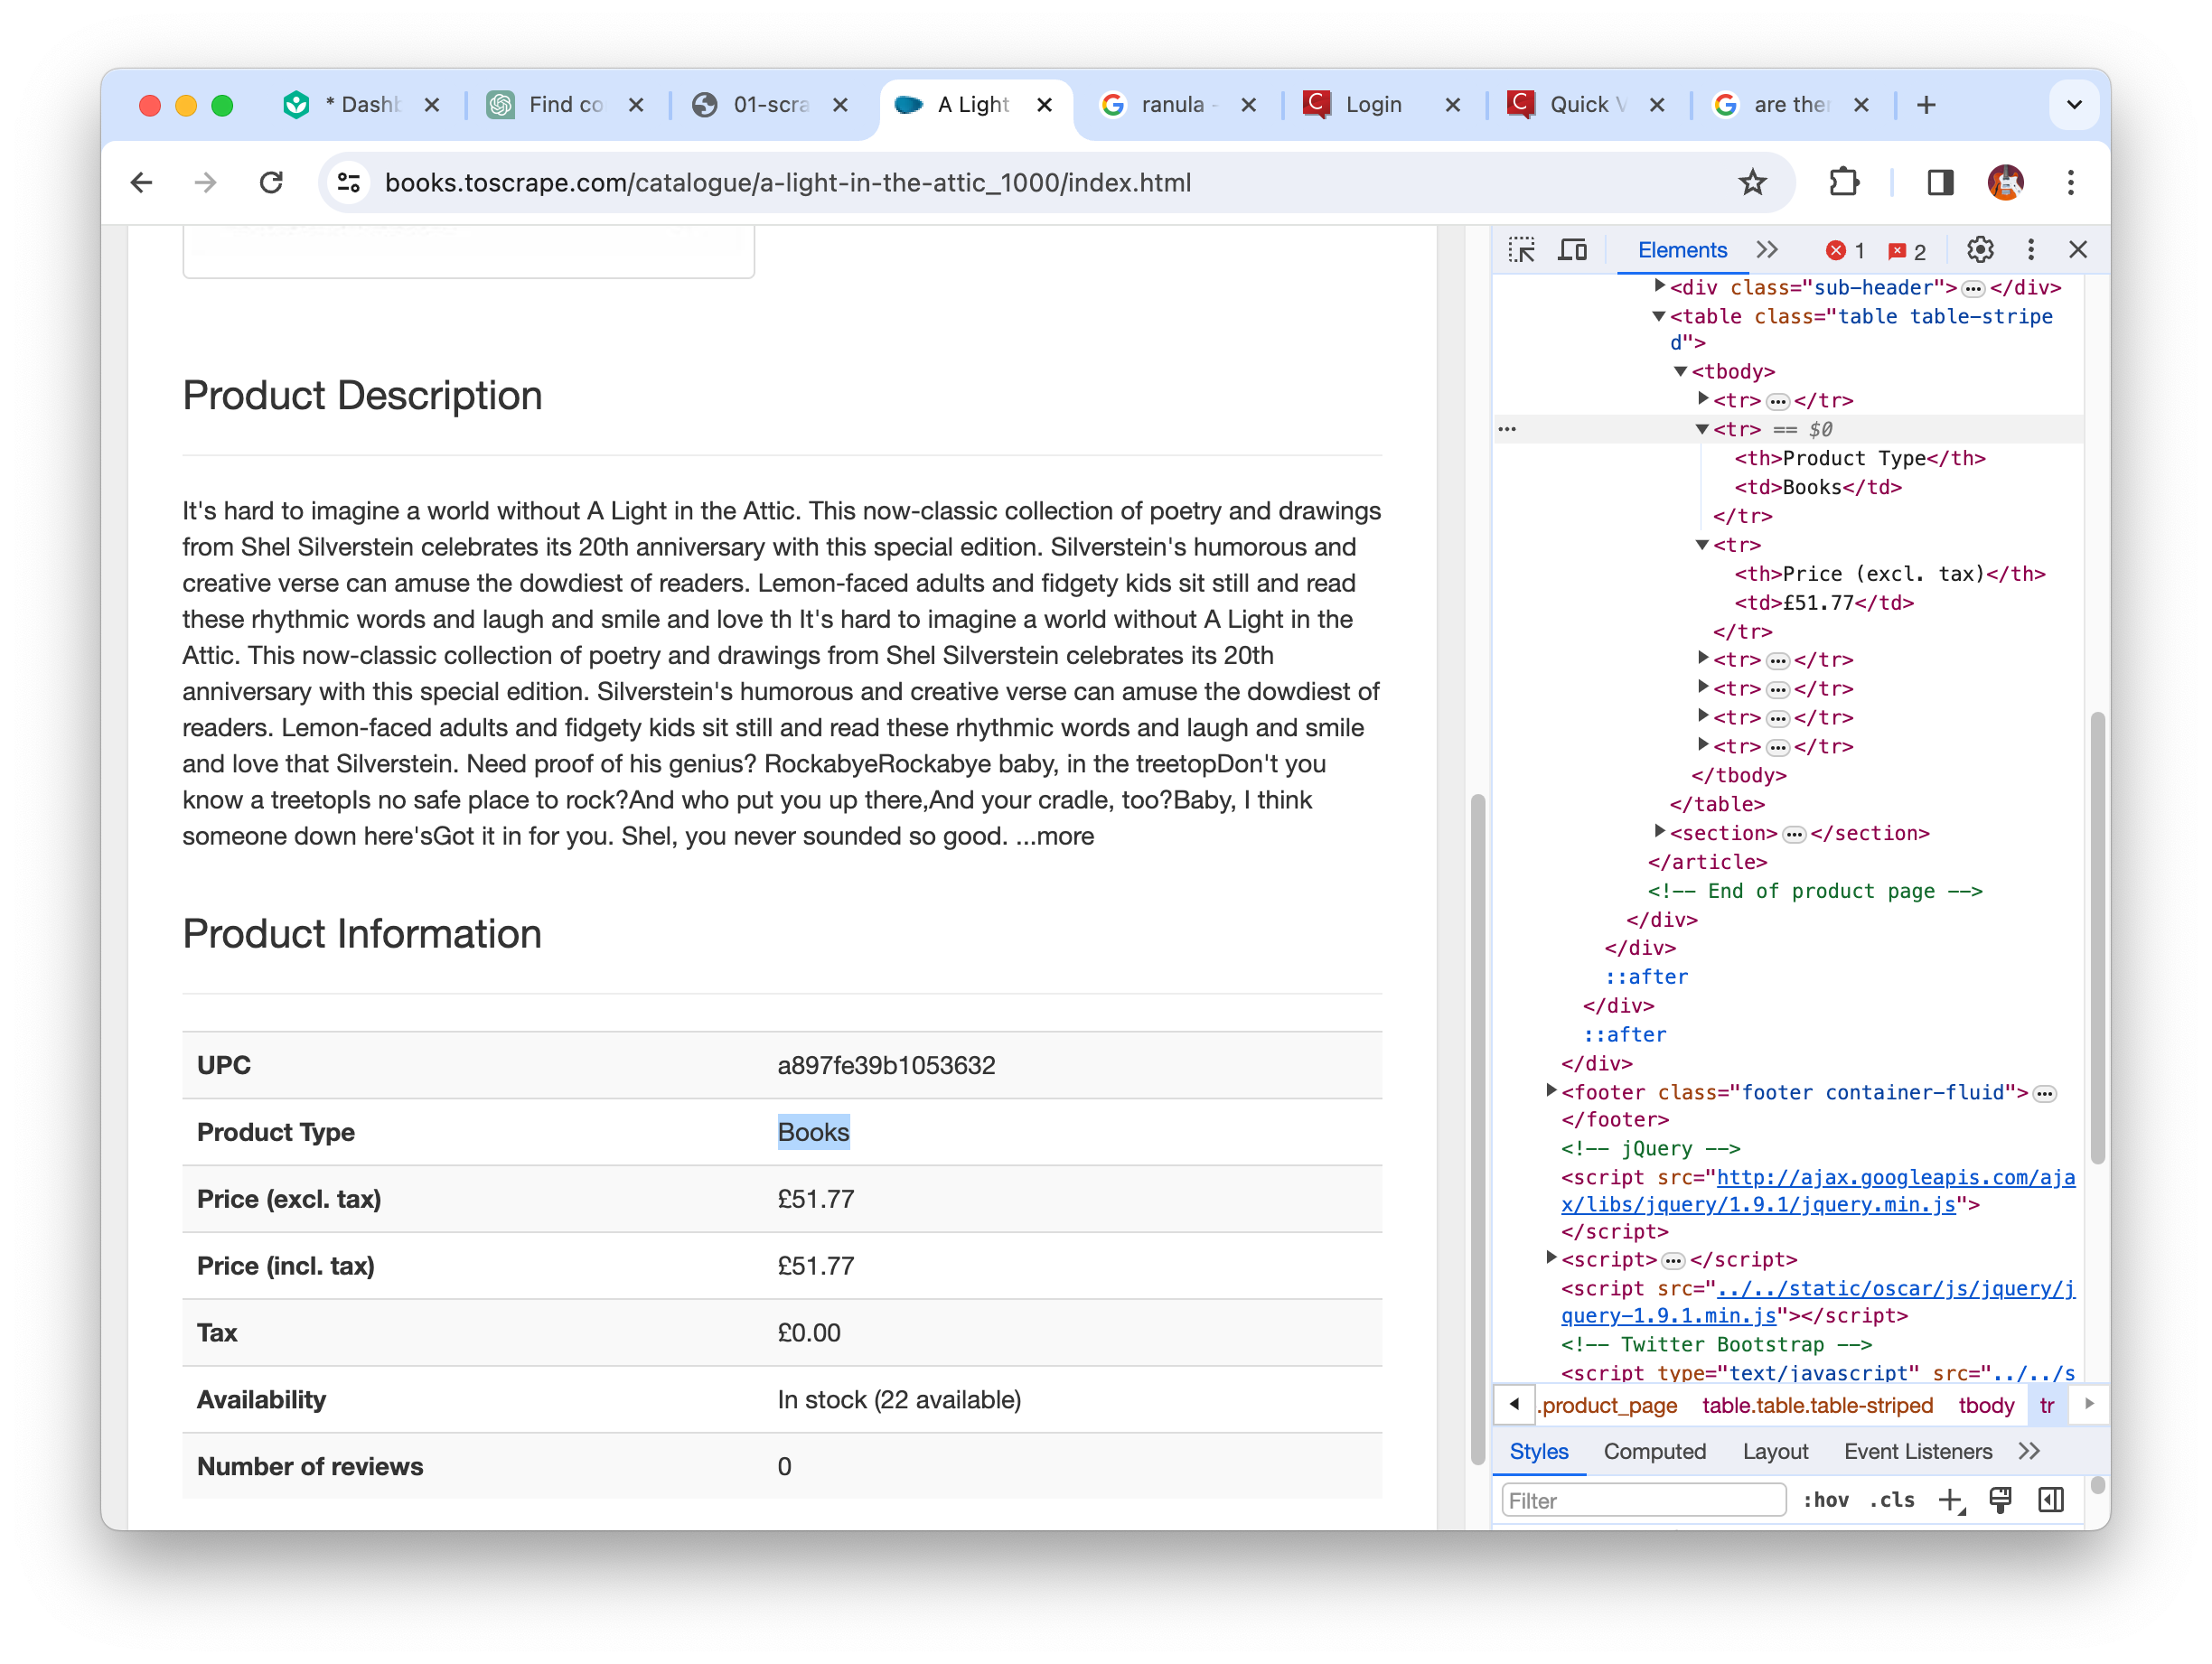 * Dashb
Find co
01-scra
A Light
ranula -
Login
Quick V
are ther
books.toscrape.com/catalogue/a-light-in-the-attic_1000/index.html
Product Description
It's hard to imagine a world without A Light in the Attic. This now-classic collection of poetry and drawings
from Shel Silverstein celebrates its 20th anniversary with this special edition. Silverstein's humorous and
creative verse can amuse the dowdiest of readers. Lemon-faced adults and fidgety kids sit still and read
these rhythmic words and laugh and smile and love th It's hard to imagine a world without A Light in the
Attic. This now-classic collection of poetry and drawings from Shel Silverstein celebrates its 20th
anniversary with this special edition. Silverstein's humorous and creative verse can amuse the dowdiest of
readers. Lemon-faced adults and fidgety kids sit still and read these rhythmic words and laugh and smile
and love that Silverstein. Need proof of his genius? RockabyeRockabye baby, in the treetopDon't you
know a treetopIs no safe place to rock?And who put you up there,And your cradle, too?Baby, I think
someone down here'sGot it in for you. Shel, you never sounded so good. ...more
Product Information
UPC a897fe39b1053632
Product Type Books
Price (excl. tax) £51.77
Price (incl. tax) £51.77
Tax £0.00
Availability In stock (22 available)
Number of reviews 0
Elements 1 2
<div class="sub-header">…</div>
<table class="table table-stripe
d">
<tbody>
<tr>…</tr>
<tr> == $0
<th>Product Type</th>
<td>Books</td>
</tr>
<tr>
<th>Price (excl. tax)</th>
<td>£51.77</td>
</tr>
<tr>…</tr>
<tr>…</tr>
<tr>…</tr>
<tr>…</tr>
</tbody>
</table>
<section>…</section>
</article>
<!-- End of product page -->
</div>
</div>
::after
</div>
::after
</div>
<footer class="footer container-fluid">…
</footer>
<!-- jQuery -->
<script src="http://ajax.googleapis.com/aja
x/libs/jquery/1.9.1/jquery.min.js">
</script>
<script>…</script>
<script src="../../static/oscar/js/jquery/j
query-1.9.1.min.js"></script>
<!-- Twitter Bootstrap -->
<script type="text/javascript" src="../../s
.product_page table.table.table-striped tbody tr
Styles Computed Layout Event Listeners
Filter :hov .cls